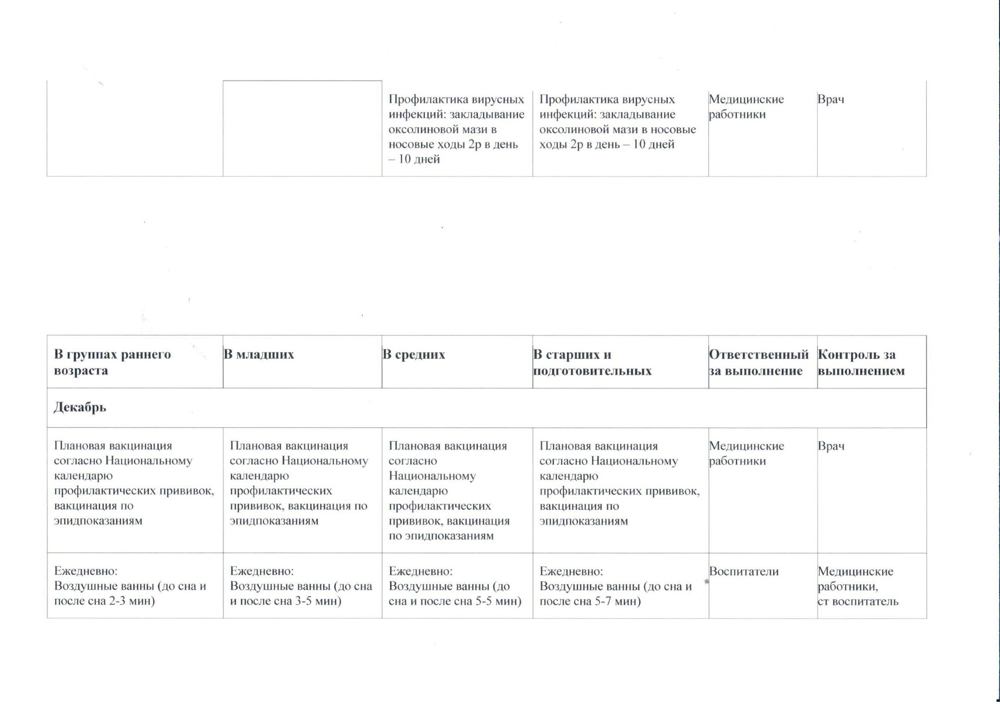 Профилактика вирусных
инфекций: закладывание
оксолиновой мази в
носовые ходы 2р в день
– 10 дней
Профилактика вирусных
инфекций: закладывание
оксолиновой мази в носовые
ходы 2р в день – 10 дней
Медицинские
работники
Врач
В группах раннего
возраста
В младших
В средних
В старших и
подготовительных
Ответственный
за выполнение
Контроль за
выполнением
Декабрь
Плановая вакцинация
согласно Национальному
календарю
профилактических прививок,
вакцинация по
эпидпоказаниям
Плановая вакцинация
согласно Национальному
календарю
профилактических
прививок, вакцинация по
эпидпоказаниям
Плановая вакцинация
согласно
Национальному
календарю
профилактических
прививок, вакцинация
по эпидпоказаниям
Плановая вакцинация
согласно Национальному
календарю
профилактических прививок,
вакцинация по
эпидпоказаниям
Медицинские
работники
Врач
Ежедневно:
Воздушные ванны (до сна и
после сна 2-3 мин)
Ежедневно:
Воздушные ванны (до сна
и после сна 3-5 мин)
Ежедневно:
Воздушные ванны (до
сна и после сна 5-5 мин)
Ежедневно:
Воздушные ванны (до сна и
после сна 5-7 мин)
Воспитатели
Медицинские
работники,
ст воспитатель